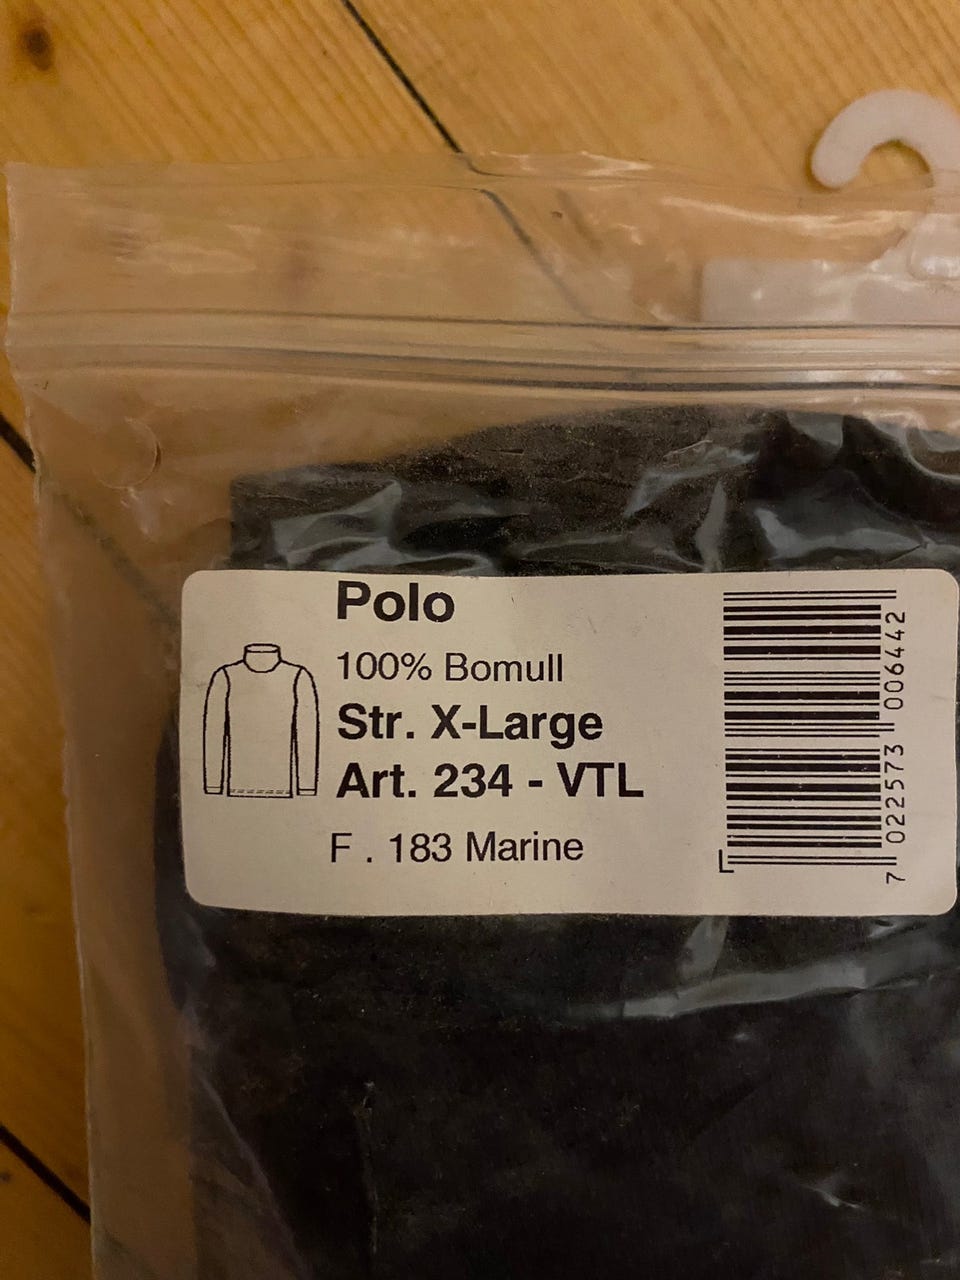 Polo
100% Bomull
Str. X-Large
Art. 234 - VTL
F . 183 Marine
7 022573 006442